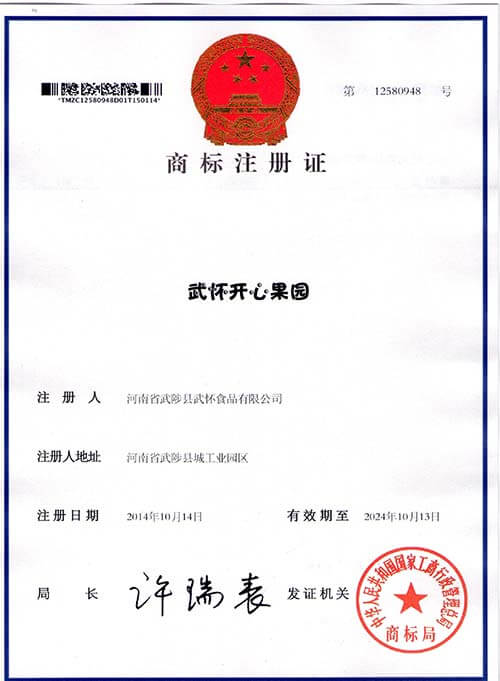 第 12580948 号
*TMZC12580948D01T150114*
商标注册证
武怀开心果园
注册人 河南省武陟县武怀食品有限公司
注册人地址 河南省武陟县城工业园区
注册日期 2014年10月14日 有效期至 2024年10月13日
局长 许瑞表 发证机关
中华人民共和国国家工商行政管理总局
商标局